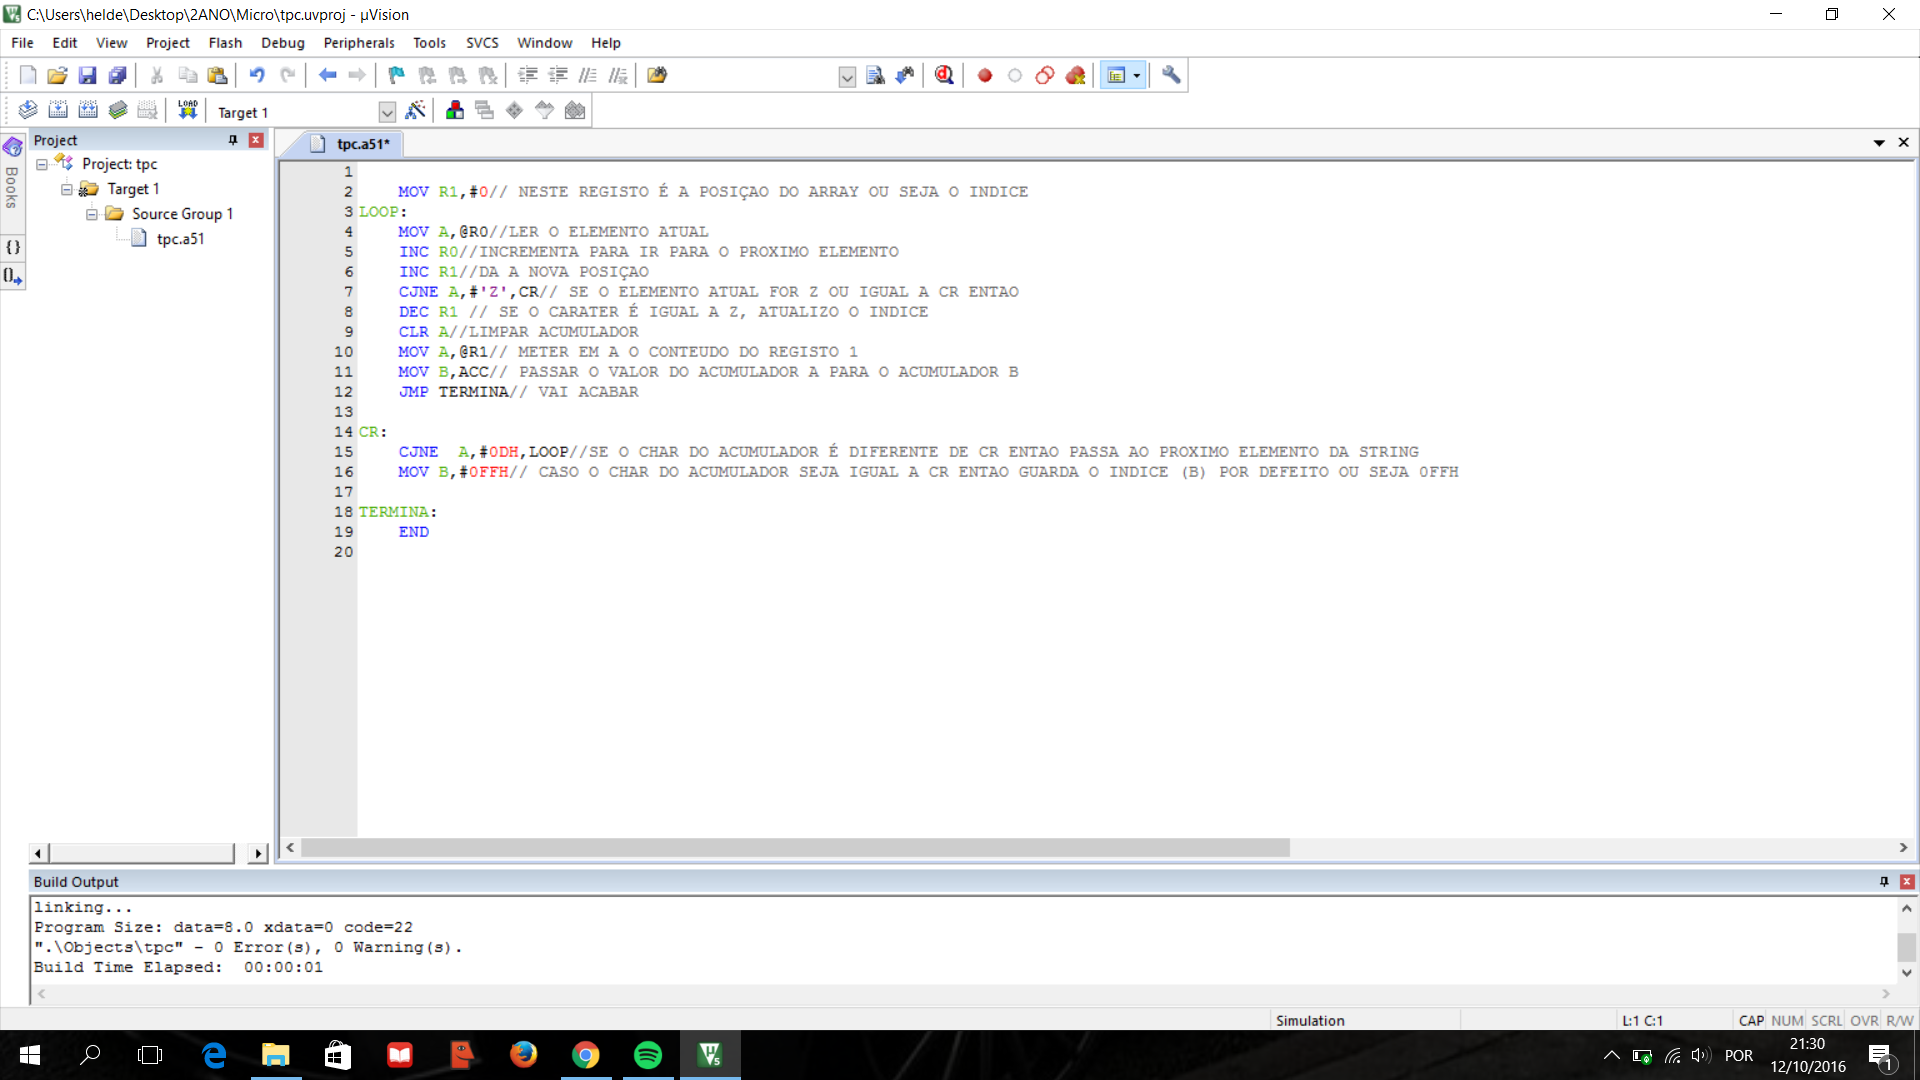 C:\Users\helde\Desktop\2ANO\Micro\tpc.uvproj - µVision
File Edit View Project Flash Debug Peripherals Tools SVCS Window Help
LOAD Target 1
Project
Project: tpc
Target 1
Source Group 1
tpc.a51
Books
tpc.a51*
1
2 MOV R1,#0// NESTE REGISTO É A POSIÇAO DO ARRAY OU SEJA O INDICE
3 LOOP:
4 MOV A,@R0//LER O ELEMENTO ATUAL
5 INC R0//INCREMENTA PARA IR PARA O PROXIMO ELEMENTO
6 INC R1//DA A NOVA POSIÇAO
7 CJNE A,#'Z',CR// SE O ELEMENTO ATUAL FOR Z OU IGUAL A CR ENTAO
8 DEC R1 // SE O CARATER É IGUAL A Z, ATUALIZO O INDICE
9 CLR A//LIMPAR ACUMULADOR
10 MOV A,@R1// METER EM A O CONTEUDO DO REGISTO 1
11 MOV B,ACC// PASSAR O VALOR DO ACUMULADOR A PARA O ACUMULADOR B
12 JMP TERMINA// VAI ACABAR
13
14 CR:
15 CJNE  A,#0DH,LOOP//SE O CHAR DO ACUMULADOR É DIFERENTE DE CR ENTAO PASSA AO PROXIMO ELEMENTO DA STRING
16 MOV B,#0FFH// CASO O CHAR DO ACUMULADOR SEJA IGUAL A CR ENTAO GUARDA O INDICE (B) POR DEFEITO OU SEJA 0FFH
17
18 TERMINA:
19 END
20
Build Output
linking...
Program Size: data=8.0 xdata=0 code=22
".\Objects\tpc" - 0 Error(s), 0 Warning(s).
Build Time Elapsed:  00:00:01
Simulation L:1 C:1 CAP NUM SCRL OVR R/W
POR 21:30
12/10/2016
1